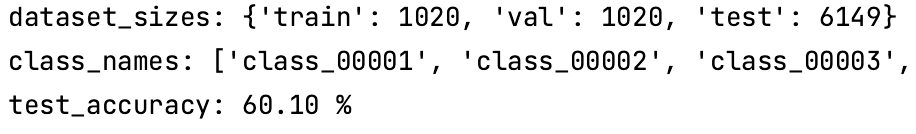 dataset_sizes: {'train': 1020, 'val': 1020, 'test': 6149}
class_names: ['class_00001', 'class_00002', 'class_00003',
test_accuracy: 60.10 %